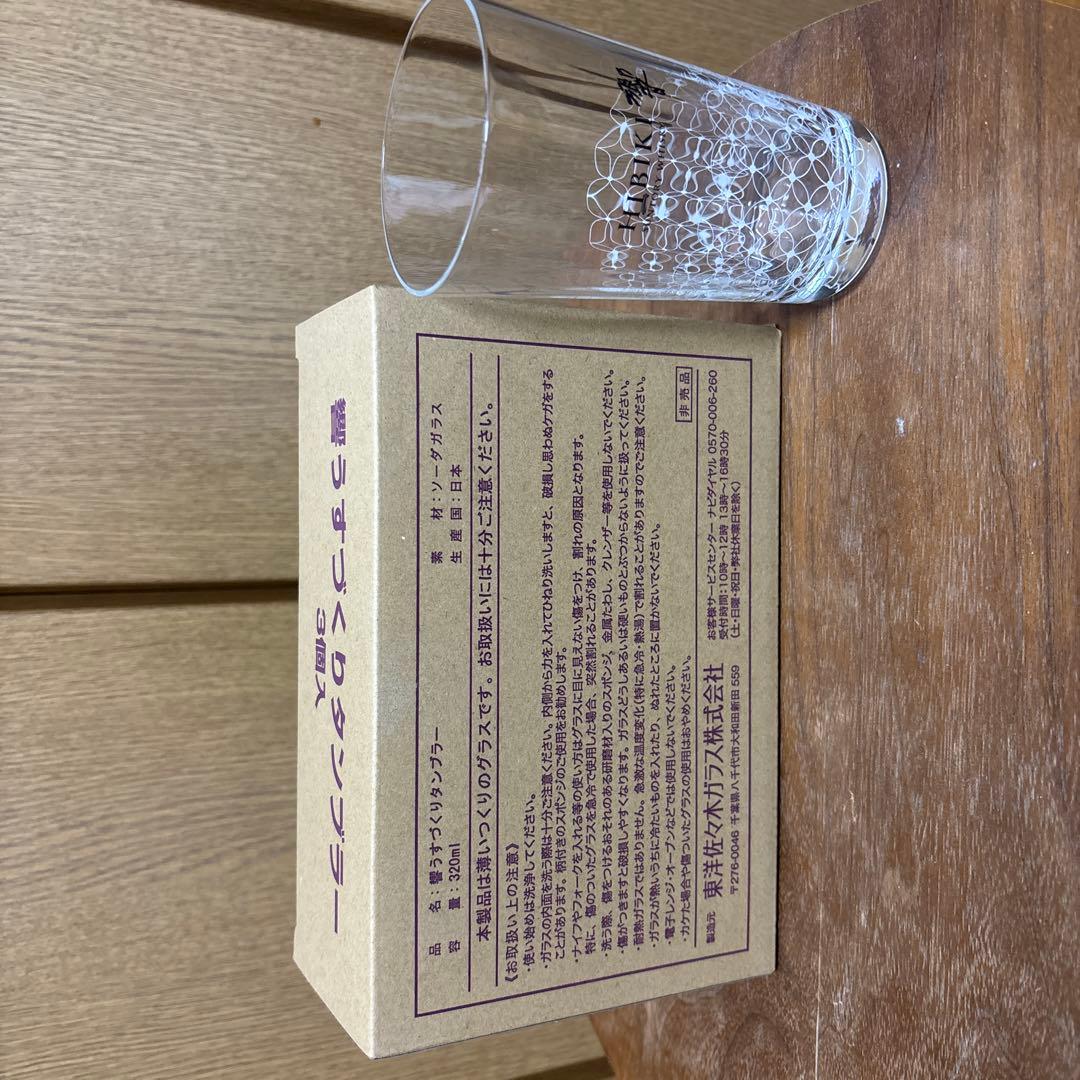 響うすづくりタンブラー
3個入
品　名：響うすづくりタンブラー　素　材：ソーダガラス
容　量：320ml　生 産 国：日本
本製品は薄いつくりのグラスです。お取扱いには十分ご注意ください。
《お取扱い上の注意》
・使い始めは洗浄してください。
・ガラスの内面を洗う際は十分ご注意ください。内側から力を入れてひねり洗いしますと、破損し思わぬケガをする
ことがあります。柄付きのスポンジのご使用をお勧めします。
・ナイフやフォークを入れる等の使い方はグラスに目に見えない傷をつけ、割れの原因となります。
特に、傷のついたグラスを急冷で使用した場合、突然割れることがあります。
・洗う際、傷をつけるおそれのある研磨材入りのスポンジ、金属たわし、クレンザー等を使用しないでください。
・傷がつきますと破損しやすくなります。ガラスどうしあるいは硬いものとぶつからないように扱ってください。
・耐熱ガラスではありません。急激な温度変化(特に急冷・熱湯)で割れることがありますのでご注意ください。
・ガラスが熱いうちに冷たいものを入れたり、ぬれたところに置かないでください。
・電子レンジ・オーブンなどでは使用しないでください。
・カケた場合や傷ついたグラスの使用はおやめください。
非 売 品
製造元 東洋佐々木ガラス株式会社
〒276-0046 千葉県八千代市大和田新田 559
お客様サービスセンター ナビダイヤル 0570-006-260
受付時間：10時～12時 13時～16時30分
(土・日曜・祝日・弊社休業日を除く)
響
HIBIKI
SUNTORY WHISKY